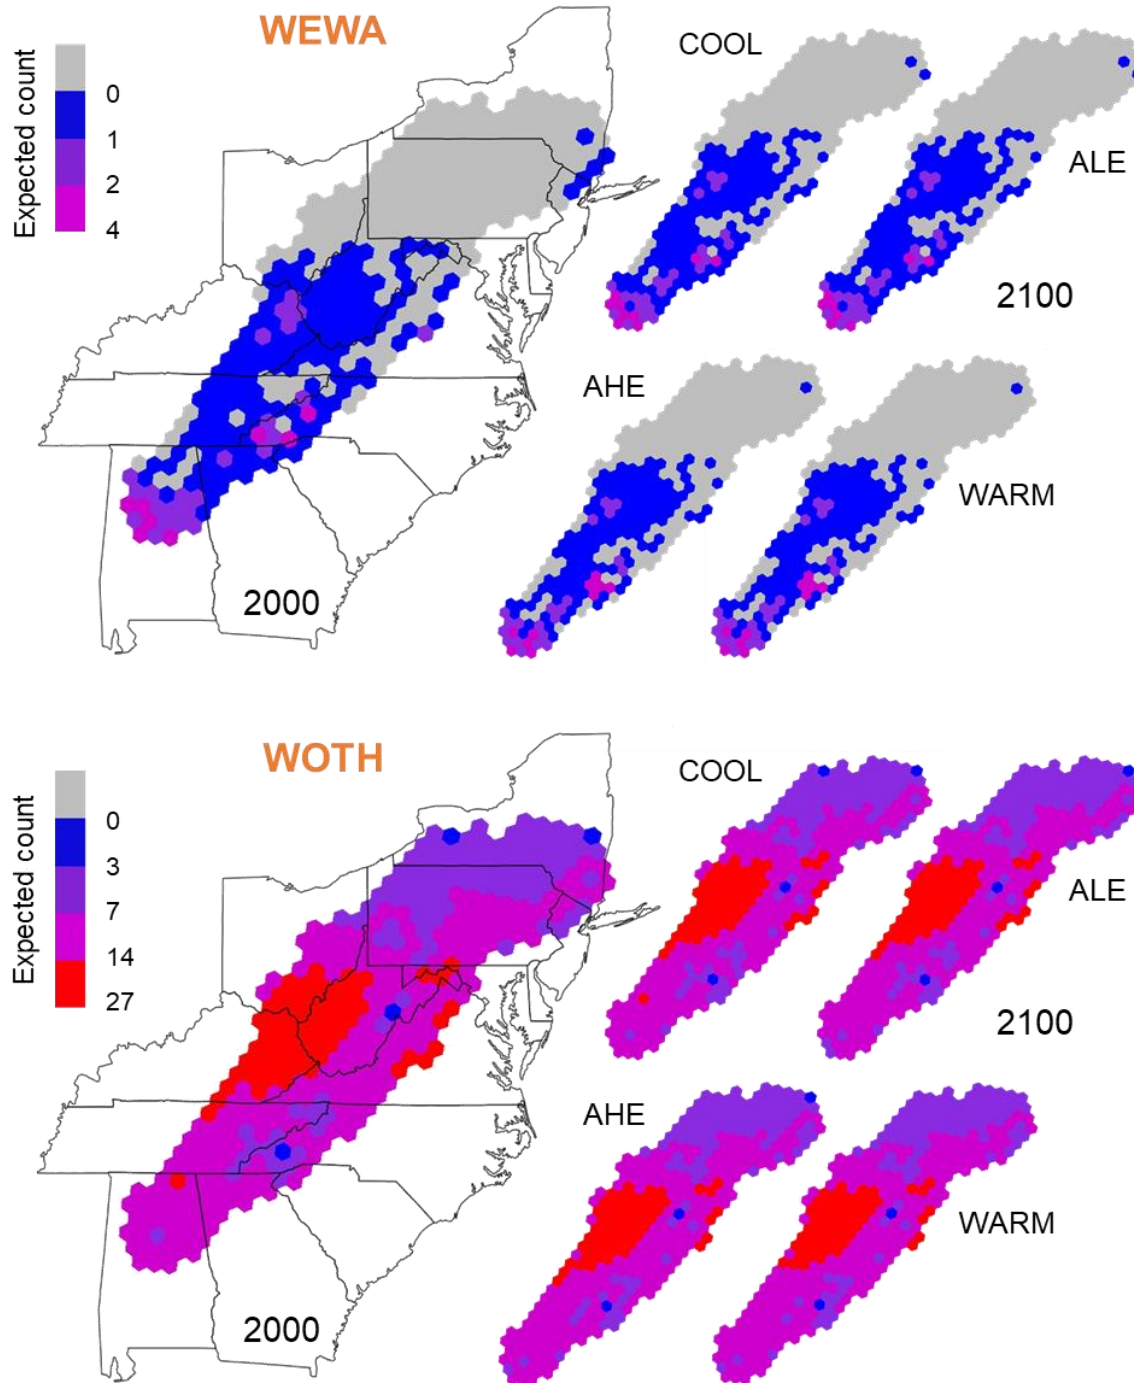 WEWA
Expected count
0
1
2
4
2000
COOL
ALE
2100
AHE
WARM
WOTH
Expected count
0
3
7
14
27
2000
COOL
ALE
2100
AHE
WARM